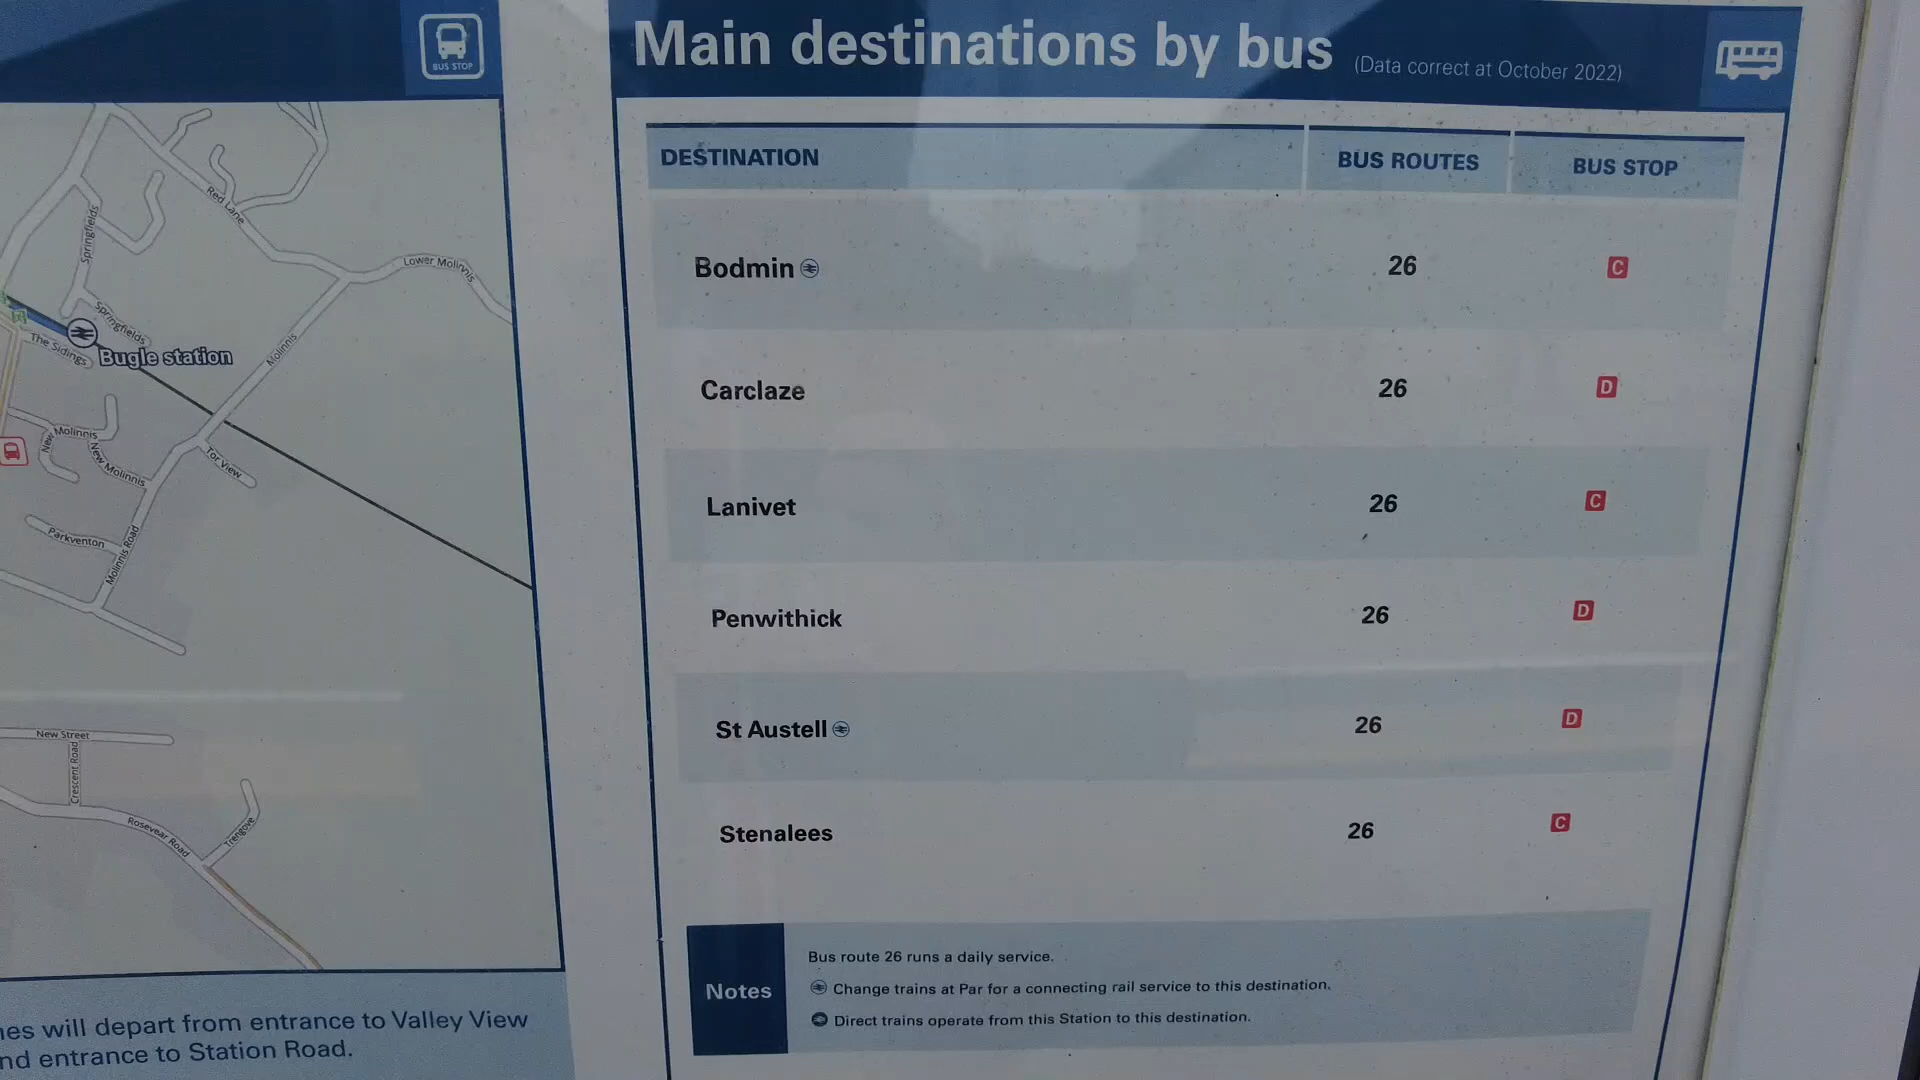 BUS STOP
Red Lane
Springfields
Lower Molinnis
Springfields
The Sidings
Bugle station
Molinnis
New Molinnis
New Molinnis
Tor View
Parkventon
Molinnis Road
New Street
Crescent Road
Rosevear Road
Trengove
will depart from entrance to Valley View
entrance to Station Road.
Main destinations by bus (Data correct at October 2022)
DESTINATION BUS ROUTES BUS STOP
Bodmin 26 C
Carclaze 26 D
Lanivet 26 C
Penwithick 26 D
St Austell 26 D
Stenalees 26 C
Notes
Bus route 26 runs a daily service.
Change trains at Par for a connecting rail service to this destination.
Direct trains operate from this Station to this destination.